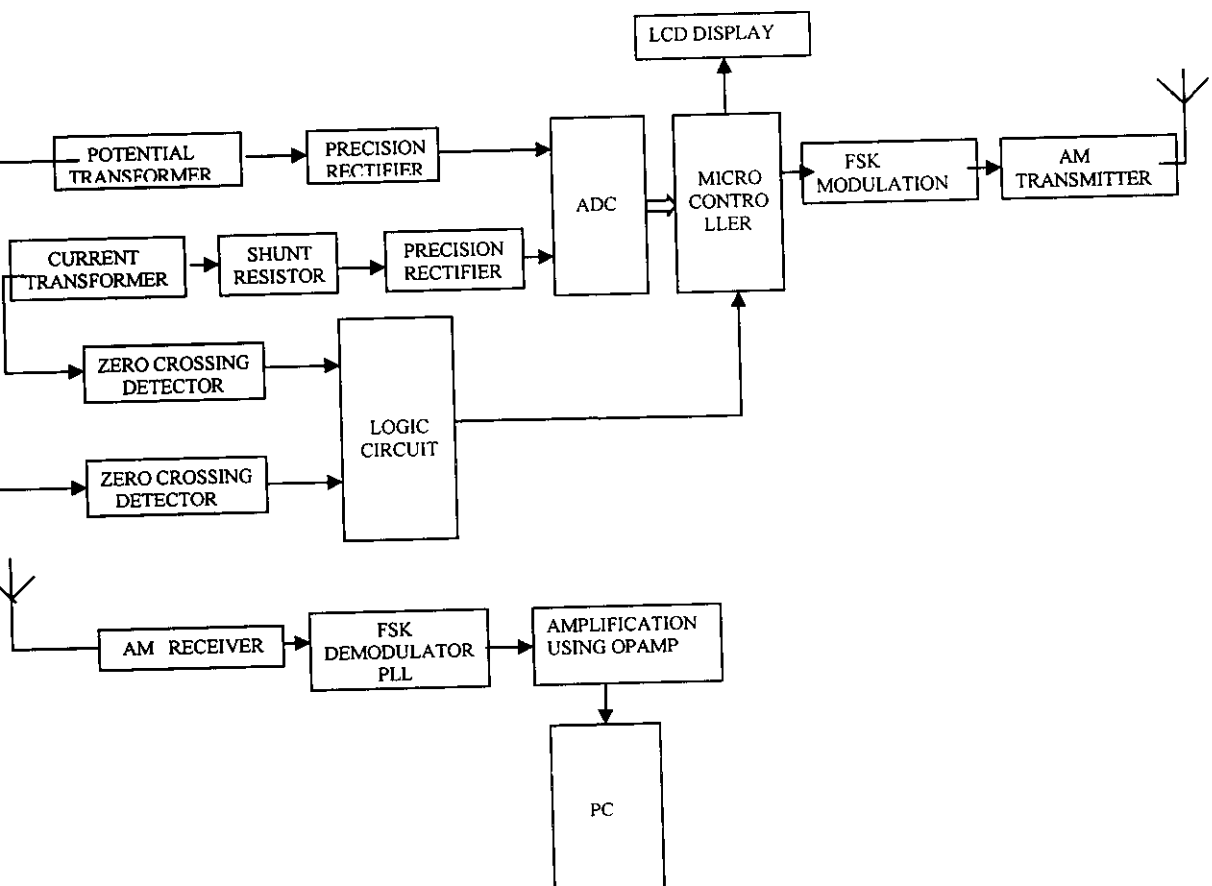 LCD DISPLAY
POTENTIAL
TRANSFORMER
PRECISION
RECTIFIER
ADC
MICRO
CONTRO
LLER
FSK
MODULATION
AM
TRANSMITTER
CURRENT
TRANSFORMER
SHUNT
RESISTOR
PRECISION
RECTIFIER
ZERO CROSSING
DETECTOR
LOGIC
CIRCUIT
ZERO CROSSING
DETECTOR
AM RECEIVER
FSK
DEMODULATOR
PLL
AMPLIFICATION
USING OPAMP
PC